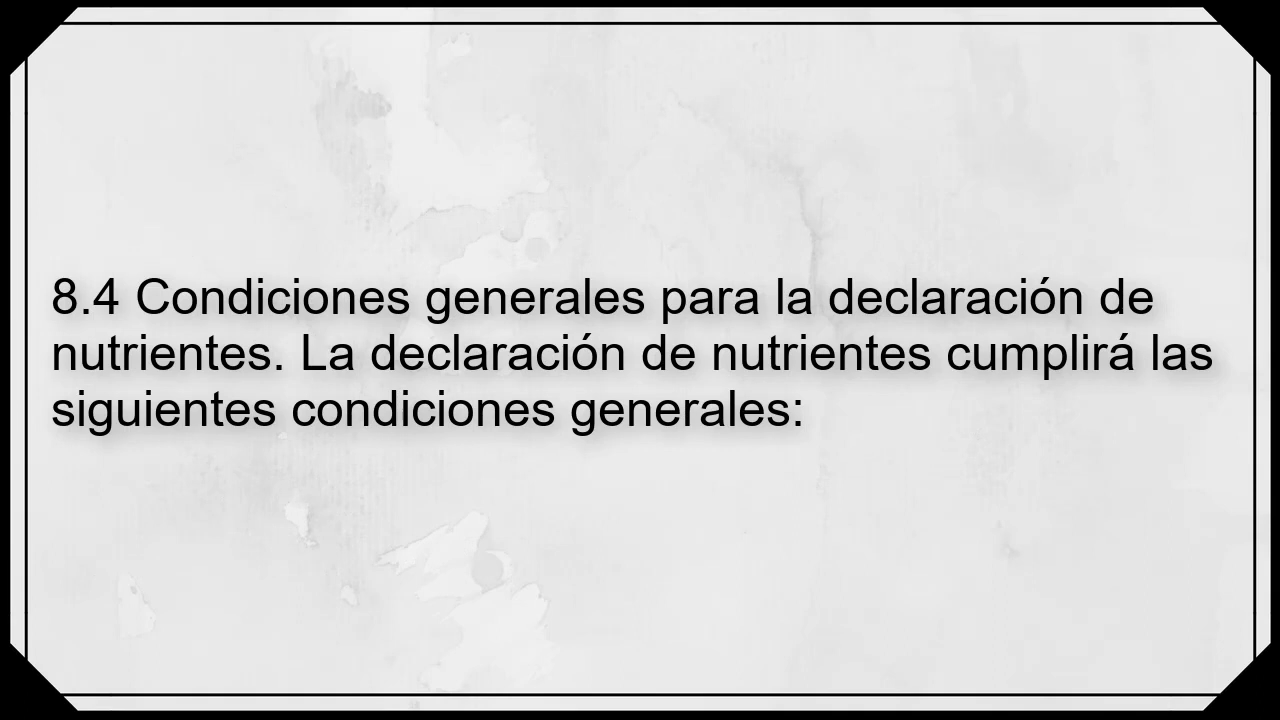 8.4 Condiciones generales para la declaración de
nutrientes. La declaración de nutrientes cumplirá las
siguientes condiciones generales: